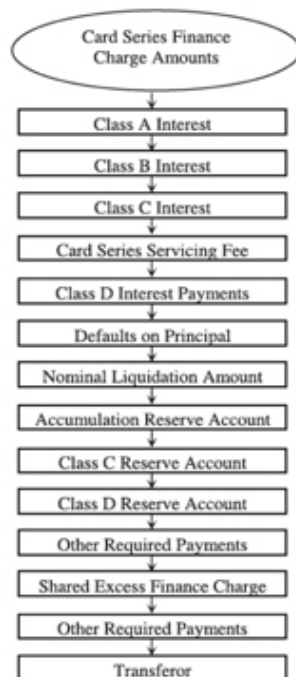 Card Series Finance
Charge Amounts
Class A Interest
Class B Interest
Class C Interest
Card Series Servicing Fee
Class D Interest Payments
Defaults on Principal
Nominal Liquidation Amount
Accumulation Reserve Account
Class C Reserve Account
Class D Reserve Account
Other Required Payments
Shared Excess Finance Charge
Other Required Payments
Transferor